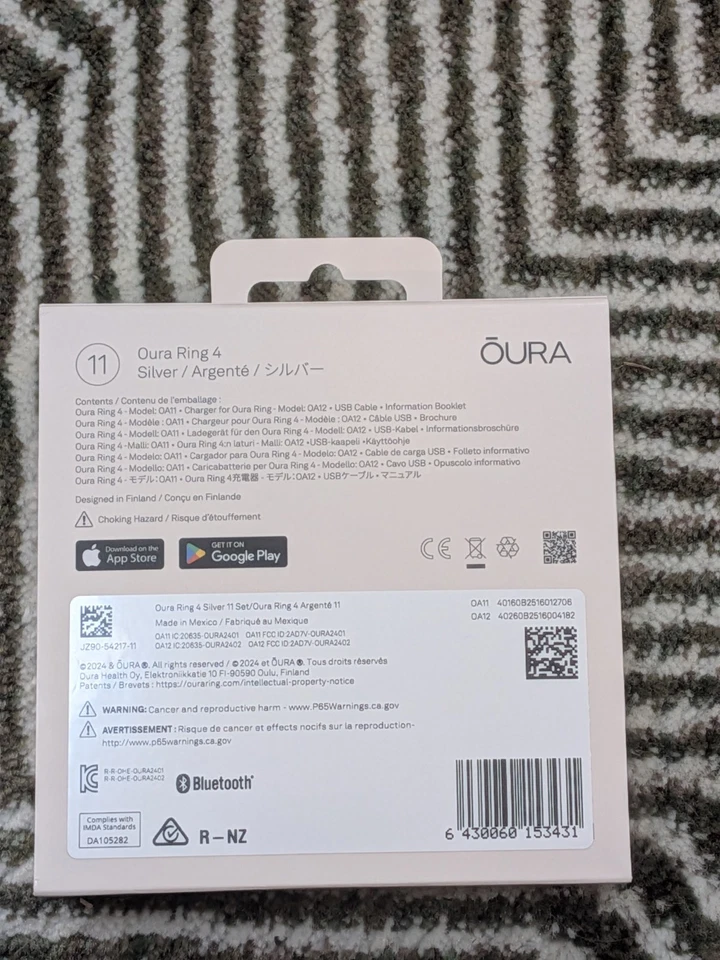 11
Oura Ring 4
Silver / Argenté / シルバー
ŌURA
Contents / Contenu de l'emballage :
Oura Ring 4 - Model: OA11 • Charger for Oura Ring - Model: OA12 • USB Cable • Information Booklet
Oura Ring 4 - Modèle : OA11 • Chargeur pour Oura Ring 4 - Modèle : OA12 • Câble USB • Brochure
Oura Ring 4 - Modell: OA11 • Ladegerät für den Oura Ring 4 - Modell: OA12 • USB-Kabel • Informationsbroschüre
Oura Ring 4 -Malli: OA11 • Oura Ring 4:n laturi - Malli: OA12 •USB-kaapeli •Käyttöohje
Oura Ring 4 - Modelo: OA11 • Cargador para Oura Ring 4 - Modelo: OA12 • Cable de carga USB • Folleto informativo
Oura Ring 4 - Modello: OA11 • Caricabatterie per Oura Ring 4 - Modello: OA12 • Cavo USB • Opuscolo informativo
Oura Ring 4 - モデル：OA11 • Oura Ring 4充電器 - モデル：OA12 • USBケーブル • マニュアル
Designed in Finland / Conçu en Finlande
Choking Hazard / Risque d'étouffement
Download on the
App Store
GET IT ON
Google Play
CE
JZ90-54217-11
Oura Ring 4 Silver 11 Set/Oura Ring 4 Argenté 11
Made in Mexico / Fabriqué au Mexique
OA11 IC:20635-OURA2401 OA11 FCC ID:2AD7V-OURA2401
OA12 IC:20635-OURA2402 OA12 FCC ID:2AD7V-OURA2402
OA11 40160B2516012706
OA12 40260B2516004182
©2024 & ŌURA®. All rights reserved / © 2024 et ŌURA®. Tous droits réservés
Oura Health Oy, Elektroniikkatie 10 FI-90590 Oulu, Finland
Patents / Brevets : https://ouraring.com/intellectual-property-notice
WARNING: Cancer and reproductive harm - www.P65Warnings.ca.gov
AVERTISSEMENT : Risque de cancer et effects nocifs sur la reproduction-
http://www.p65warnings.ca.gov
R-R-OHE-OURA2401
R-R-OHE-OURA2402
Bluetooth®
Complies with
IMDA Standards
DA105282
R-NZ
6 430060 153431